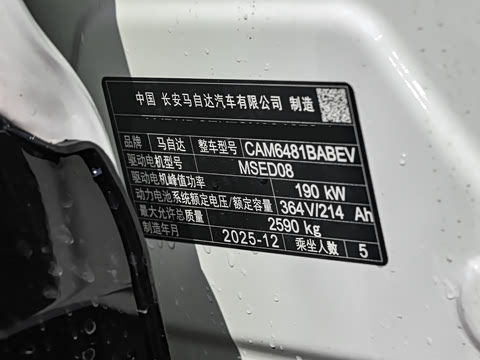 中国 长安马自达汽车有限公司 制造
品牌 马自达 整车型号 CAM6481BABEV
驱动电机型号 MSED08
驱动电机峰值功率 190 kW
动力电池系统额定电压/额定容量 364V/214 Ah
最大允许总质量 2590 kg
制造年月 2025-12 乘坐人数 5